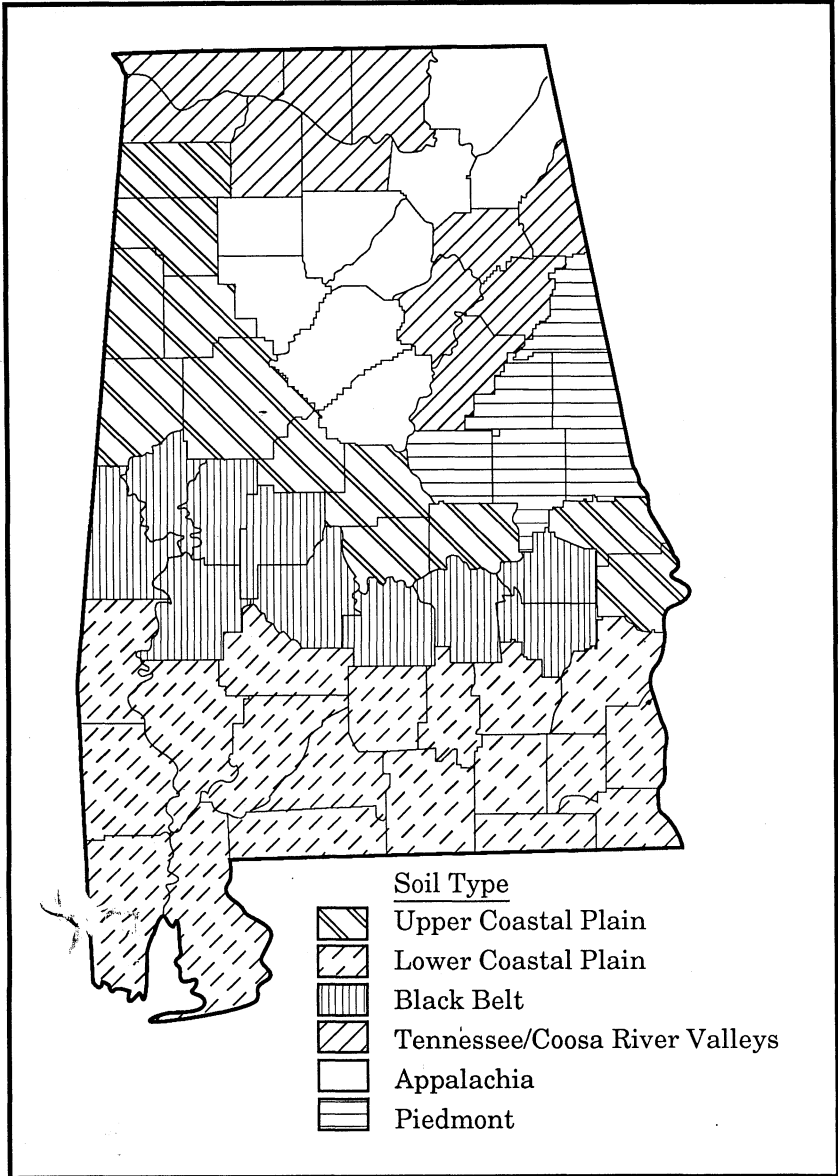 Soil Type
Upper Coastal Plain
Lower Coastal Plain
Black Belt
Tennessee/Coosa River Valleys
Appalachia
Piedmont